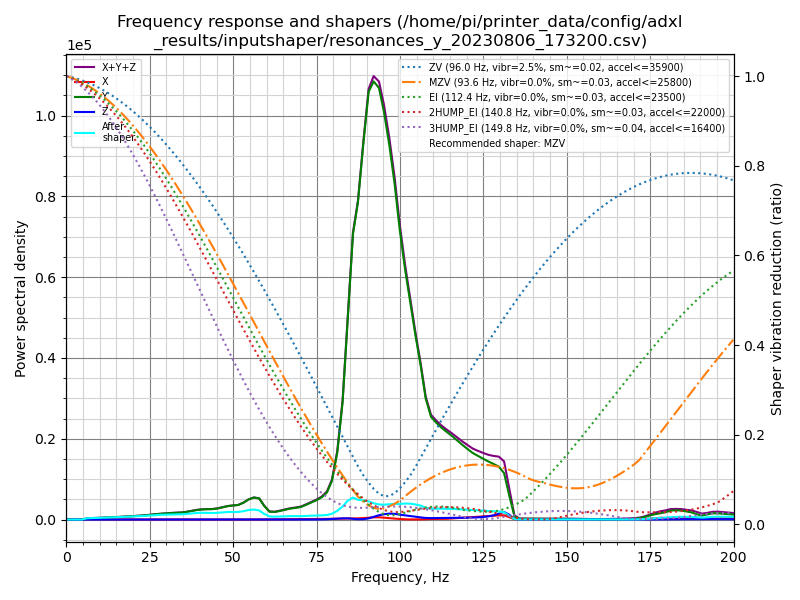 Frequency response and shapers (/home/pi/printer_data/config/adxl
_results/inputshaper/resonances_y_20230806_173200.csv)
1e5
X+Y+Z
X
Y
Z
After
shaper
ZV (96.0 Hz, vibr=2.5%, sm~=0.02, accel<=35900)
MZV (93.6 Hz, vibr=0.0%, sm~=0.03, accel<=25800)
EI (112.4 Hz, vibr=0.0%, sm~=0.03, accel<=23500)
2HUMP_EI (140.8 Hz, vibr=0.0%, sm~=0.03, accel<=22000)
3HUMP_EI (149.8 Hz, vibr=0.0%, sm~=0.04, accel<=16400)
Recommended shaper: MZV
Power spectral density
1.0
0.8
0.6
0.4
0.2
0.0
1.0
0.8
0.6
0.4
0.2
0.0
Shaper vibration reduction (ratio)
0 25 50 75 100 125 150 175 200
Frequency, Hz